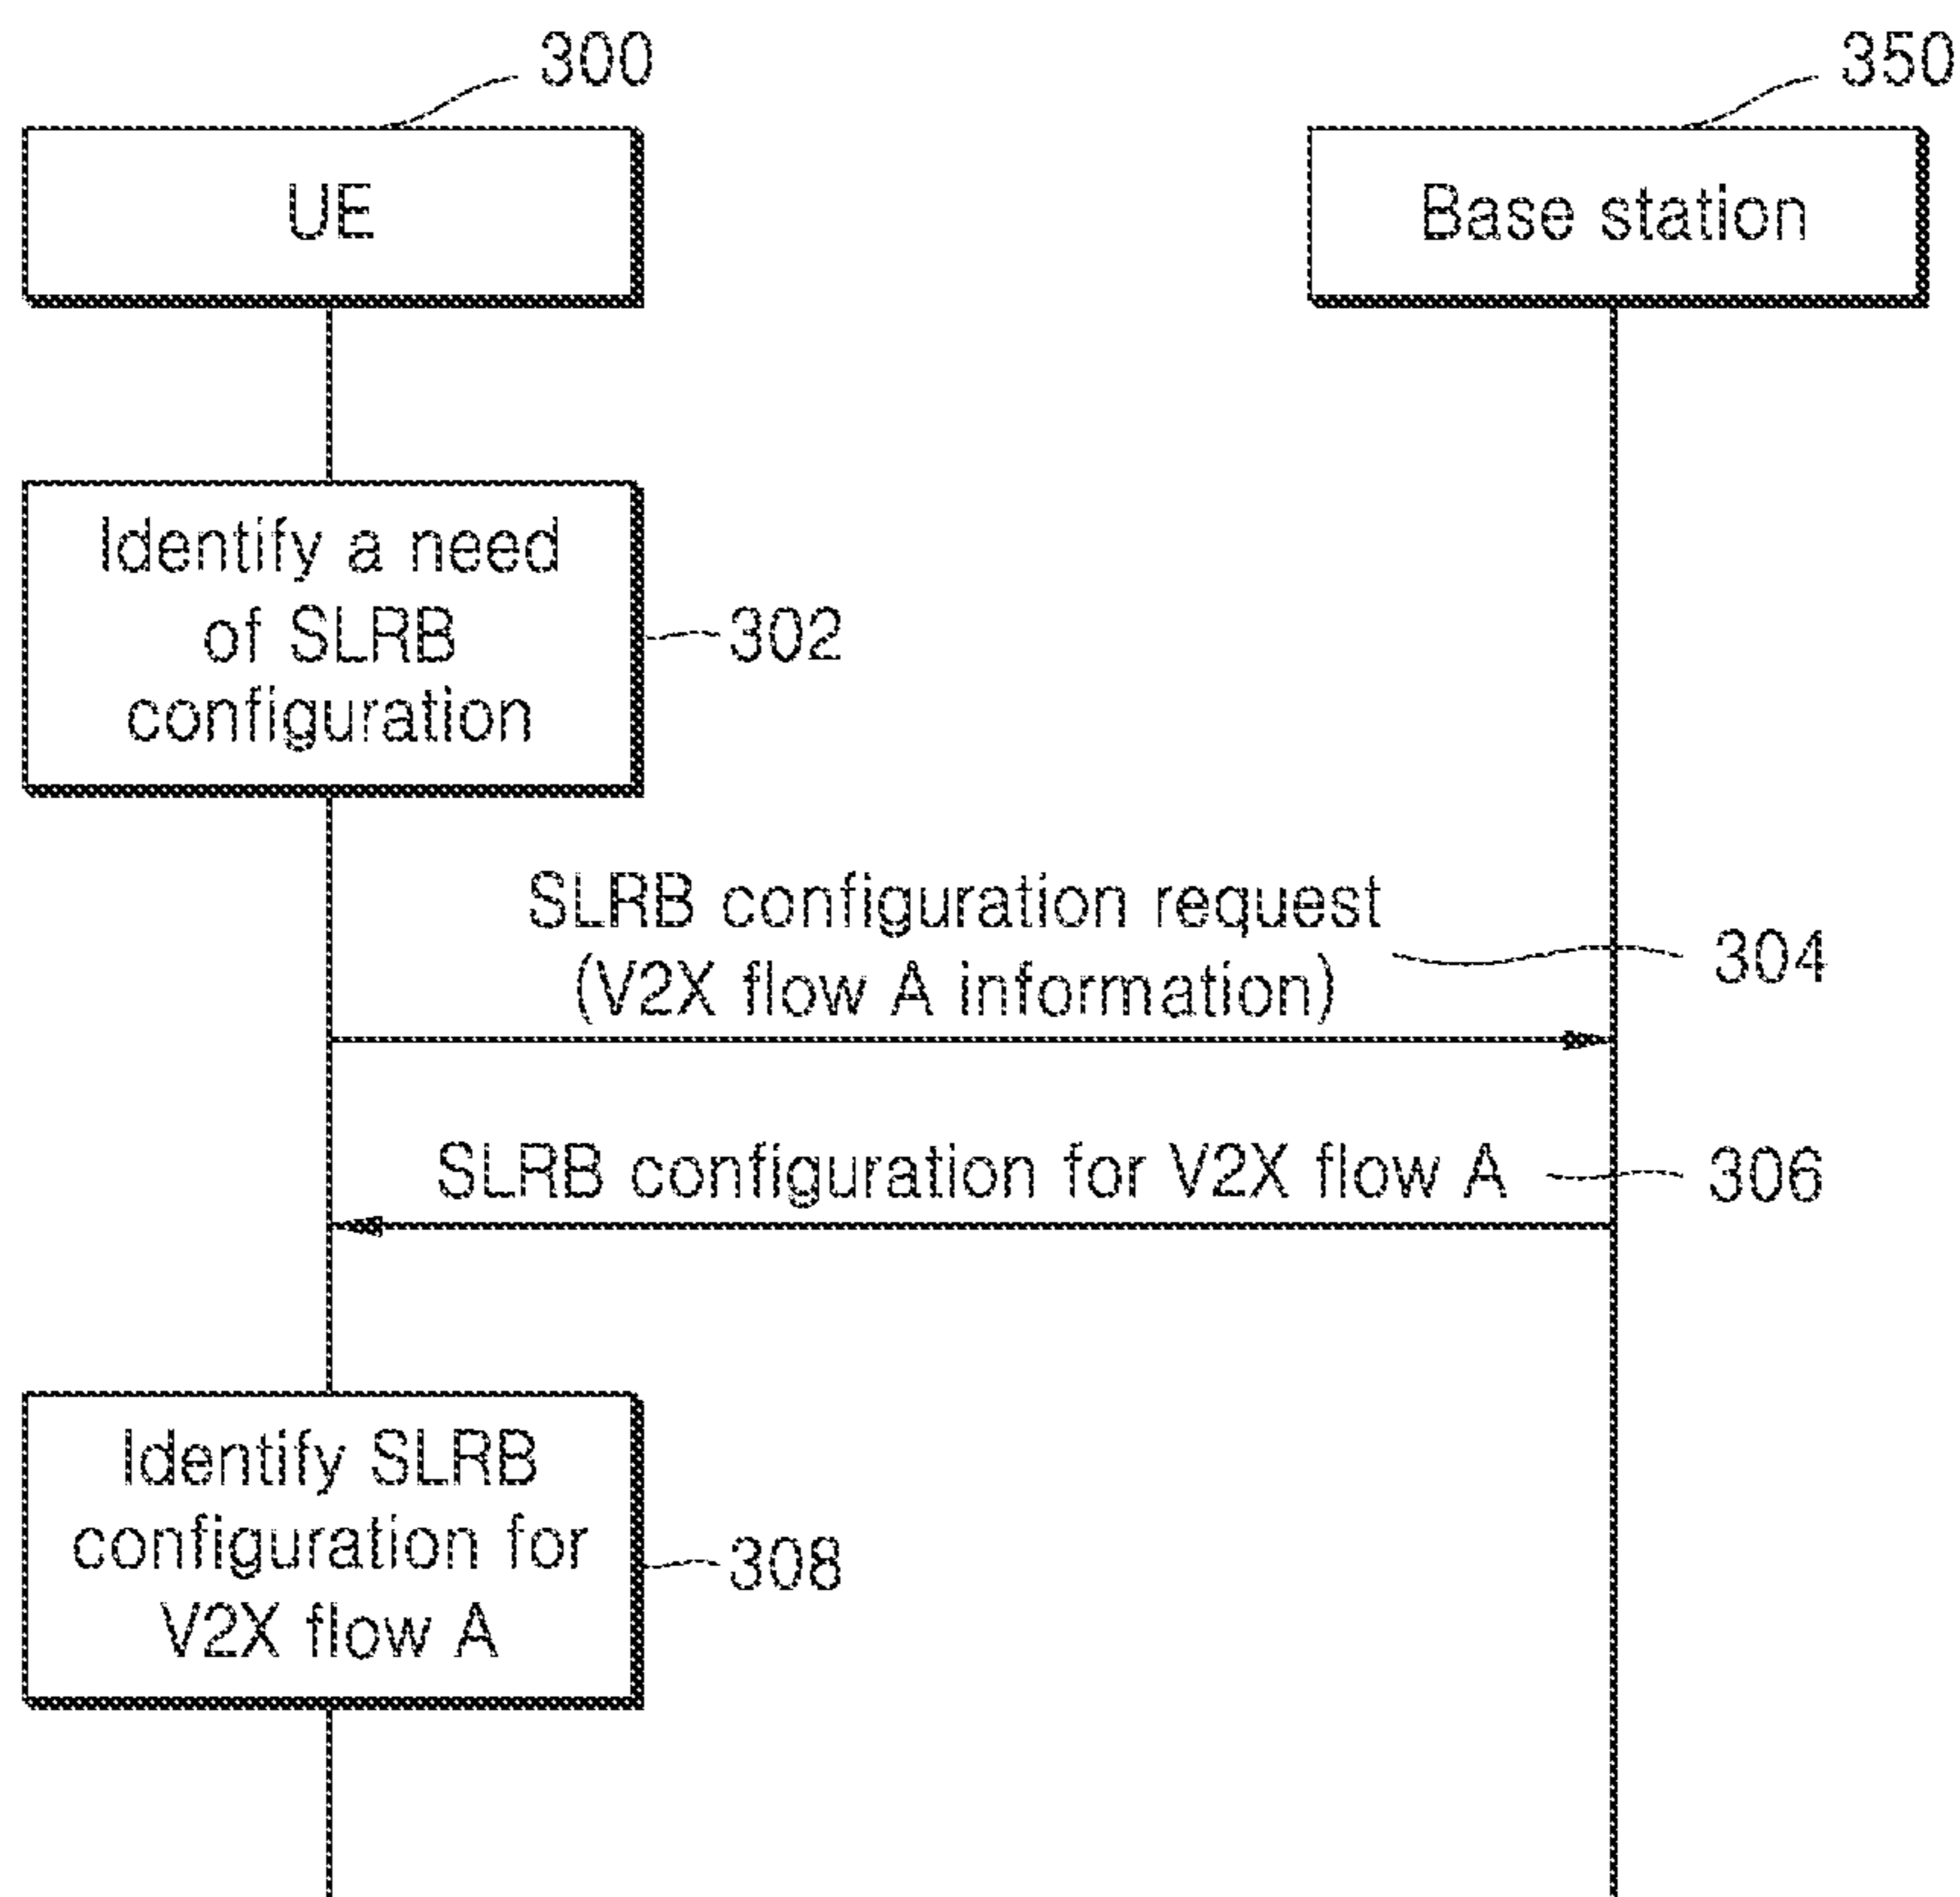 300
350
UE
Base station
Identify a need
of SLRB
configuration
302
SLRB configuration request
(V2X flow A information)
304
SLRB configuration for V2X flow A
306
Identify SLRB
configuration for
V2X flow A
308